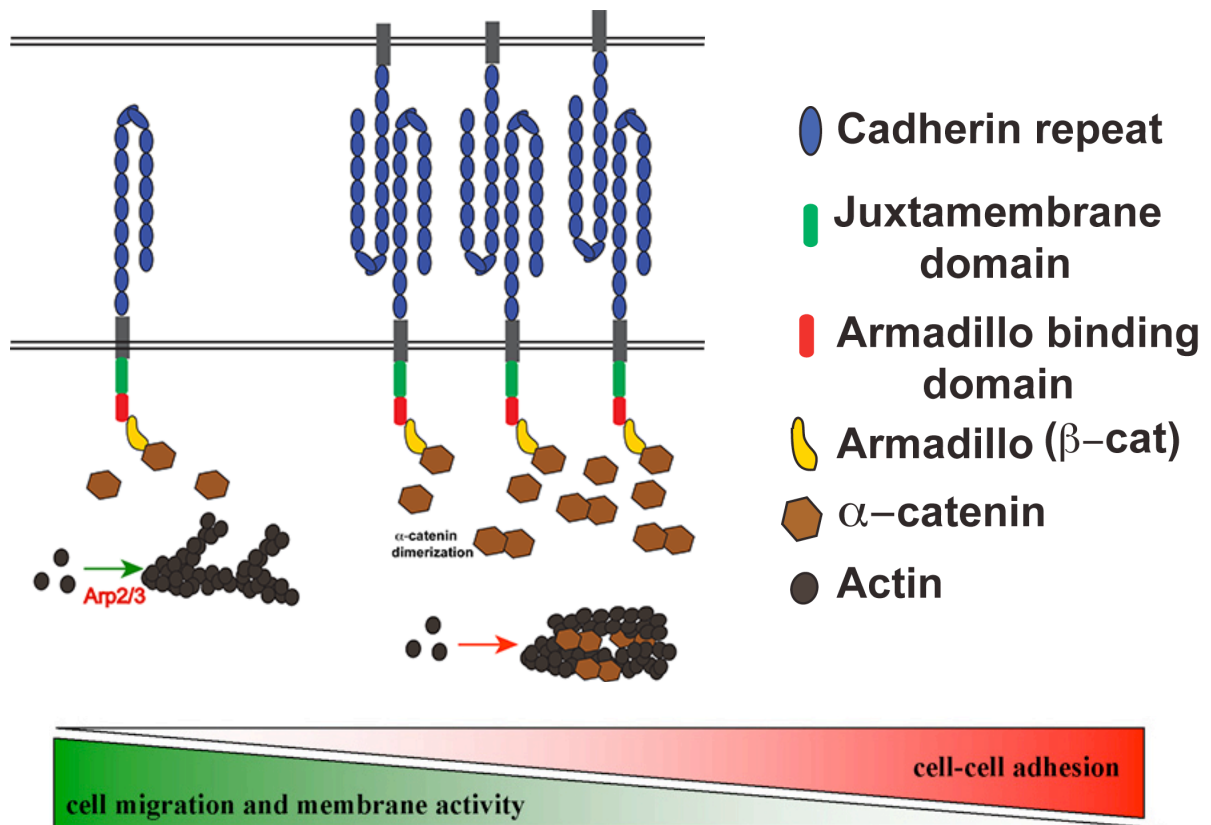 Cadherin repeat
Juxtamembrane
domain
Armadillo binding
domain
Armadillo (β–cat)
α–catenin
Actin
α-catenin
dimerization
Arp2/3
cell-cell adhesion
cell migration and membrane activity